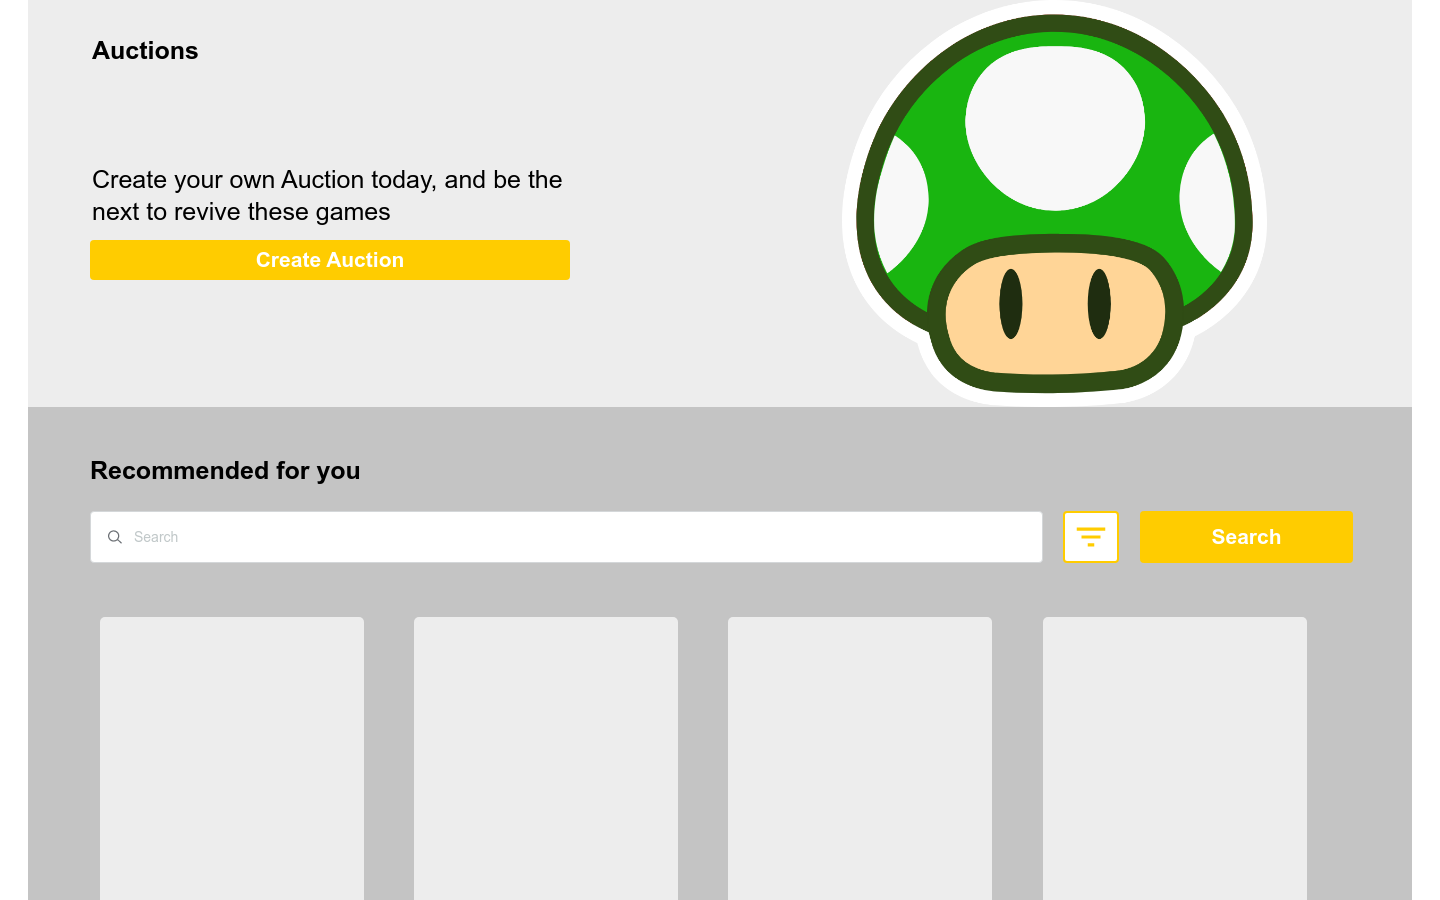 Auctions
Create your own Auction today, and be the
next to revive these games
Create Auction
Recommended for you
Search
Search